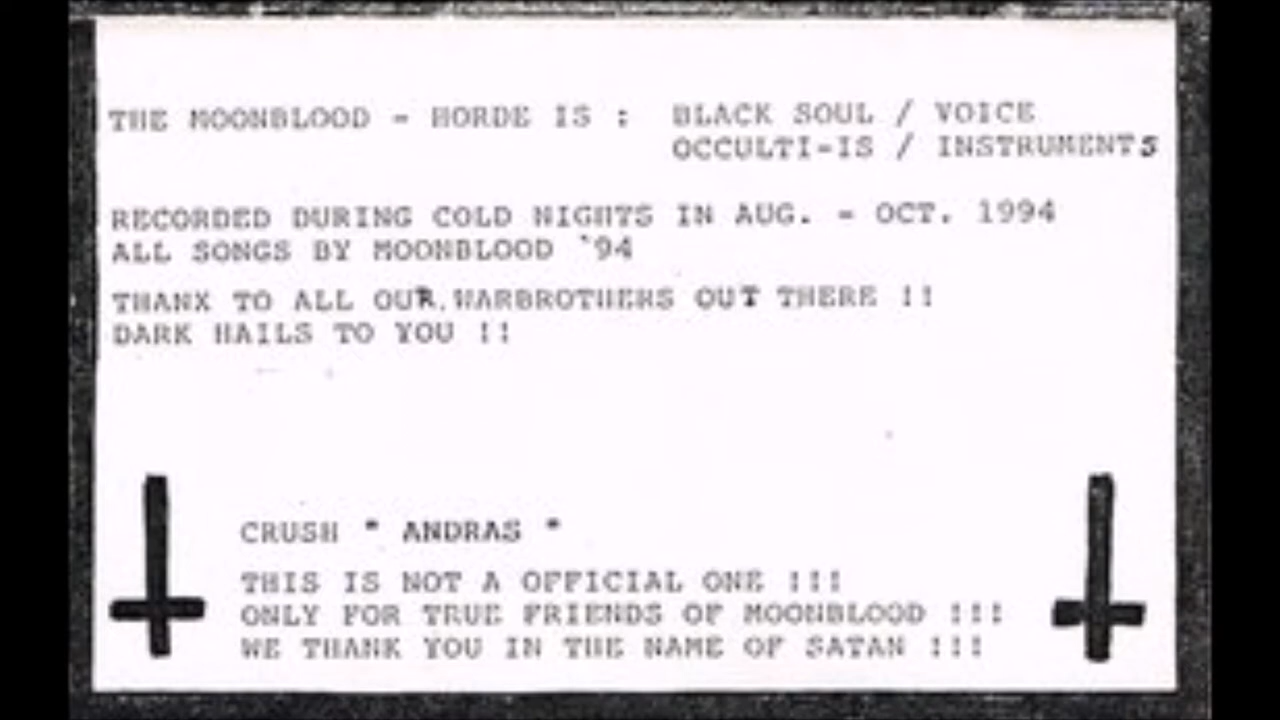 THE MOONBLOOD - HORDE IS : BLACK SOUL / VOICE
OCCULTI-IS / INSTRUMENTS
RECORDED DURING COLD NIGHTS IN AUG. - OCT. 1994
ALL SONGS BY MOONBLOOD `94
THANX TO ALL OUR WARBROTHERS OUT THERE !!
DARK HAILS TO YOU !!
CRUSH " ANDRAS "
THIS IS NOT A OFFICIAL ONE !!!
ONLY FOR TRUE FRIENDS OF MOONBLOOD !!!
WE THANK YOU IN THE NAME OF SATAN !!!